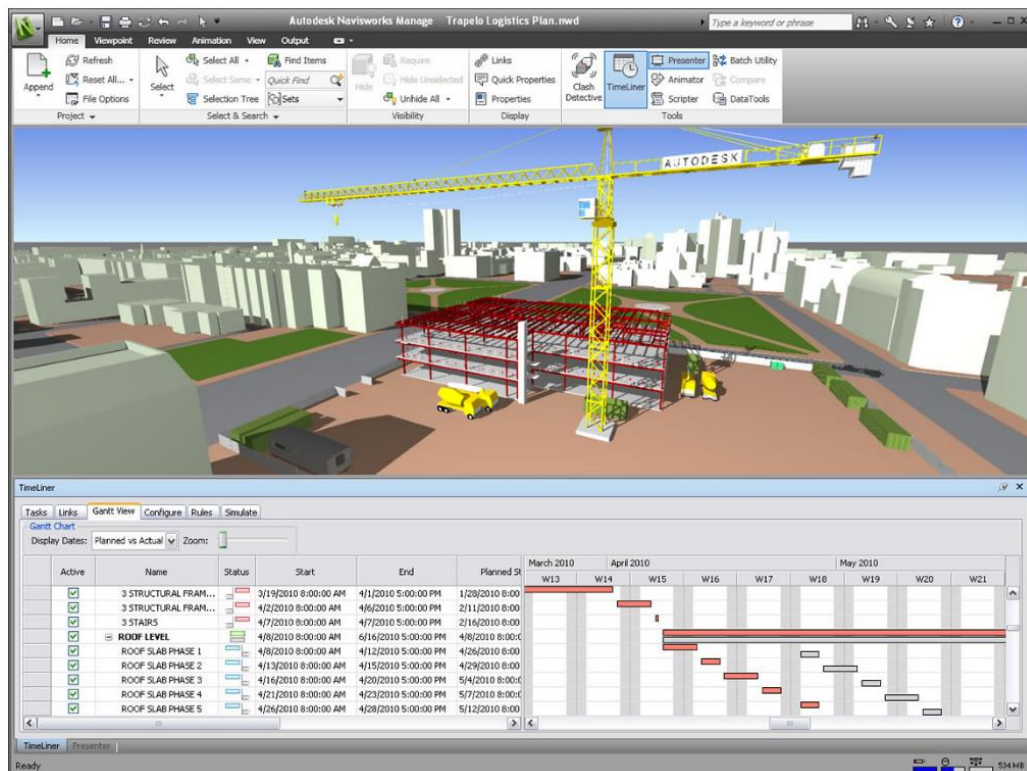 Autodesk Navisworks Manage Trapelo Logistics Plan.nwd
Type a keyword or phrase
Home Viewpoint Review Animation View Output
Refresh Select All Find Items Require Links Presenter Batch Utility
Reset All... Select Same Quick Find Hide Unselected Quick Properties Animator Compare
Append File Options Select Selection Tree Sets Hide Unhide All Properties Clash Detective TimeLiner Scripter DataTools
Project Select & Search Visibility Display Tools
AUTODESK
TimeLiner
Tasks Links Gantt View Configure Rules Simulate
Gantt Chart
Display Dates: Planned vs Actual Zoom:
March 2010 April 2010 May 2010
Active Name Status Start End Planned St W13 W14 W15 W16 W17 W18 W19 W20 W21
3 STRUCTURAL FRAM... 3/19/2010 8:00:00 AM 4/1/2010 5:00:00 PM 1/28/2010 8:00
3 STRUCTURAL FRAM... 4/2/2010 8:00:00 AM 4/6/2010 5:00:00 PM 2/11/2010 8:00
3 STAIRS 4/7/2010 8:00:00 AM 4/7/2010 5:00:00 PM 2/16/2010 8:00
ROOF LEVEL 4/8/2010 8:00:00 AM 6/16/2010 5:00:00 PM 4/8/2010 8:00:0
ROOF SLAB PHASE 1 4/8/2010 8:00:00 AM 4/12/2010 5:00:00 PM 4/26/2010 8:00
ROOF SLAB PHASE 2 4/13/2010 8:00:00 AM 4/15/2010 5:00:00 PM 4/29/2010 8:00
ROOF SLAB PHASE 3 4/16/2010 8:00:00 AM 4/20/2010 5:00:00 PM 5/4/2010 8:00:0
ROOF SLAB PHASE 4 4/21/2010 8:00:00 AM 4/23/2010 5:00:00 PM 5/7/2010 8:00:0
ROOF SLAB PHASE 5 4/26/2010 8:00:00 AM 4/28/2010 5:00:00 PM 5/12/2010 8:00
TimeLiner Presenter
Ready 534 MB